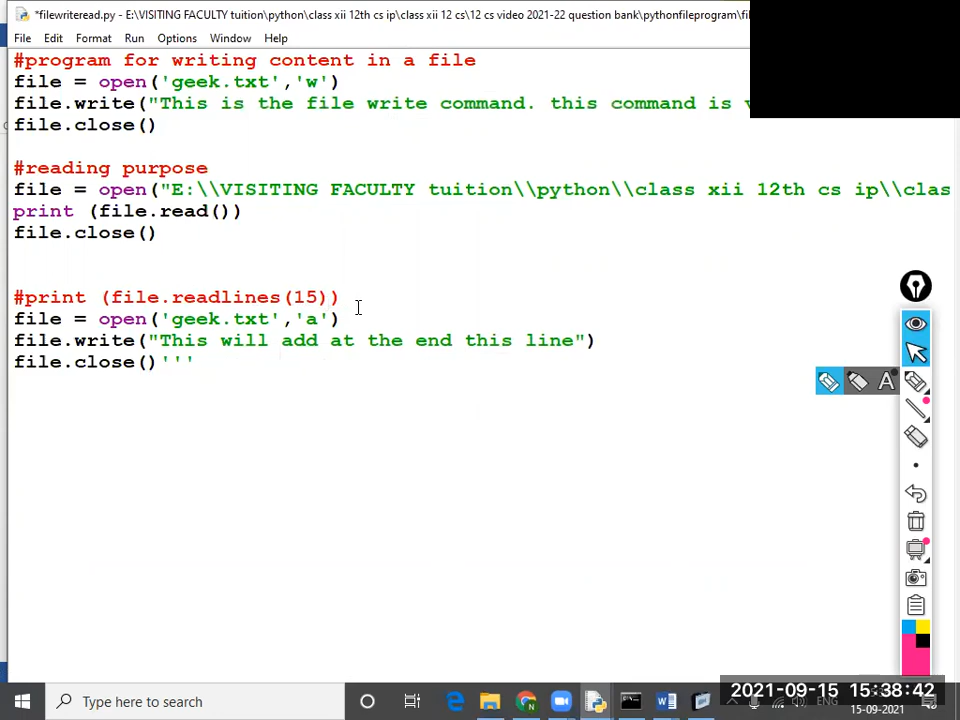 *filewriteread.py - E:\VISITING FACULTY tuition\python\class xii 12th cs ip\class xii 12 cs\12 cs video 2021-22 question bank\pythonfileprogram\fil
File Edit Format Run Options Window Help
#program for writing content in a file
file = open('geek.txt','w')
file.write("This is the file write command. this command is
file.close()
#reading purpose
file = open("E:\\VISITING FACULTY tuition\\python\\class xii 12th cs ip\\clas
print (file.read())
file.close()
#print (file.readlines(15))
file = open('geek.txt','a')
file.write("This will add at the end this line")
file.close()'''
A
Type here to search
ENG
2021-09-15 15:38:42
15-09-2021